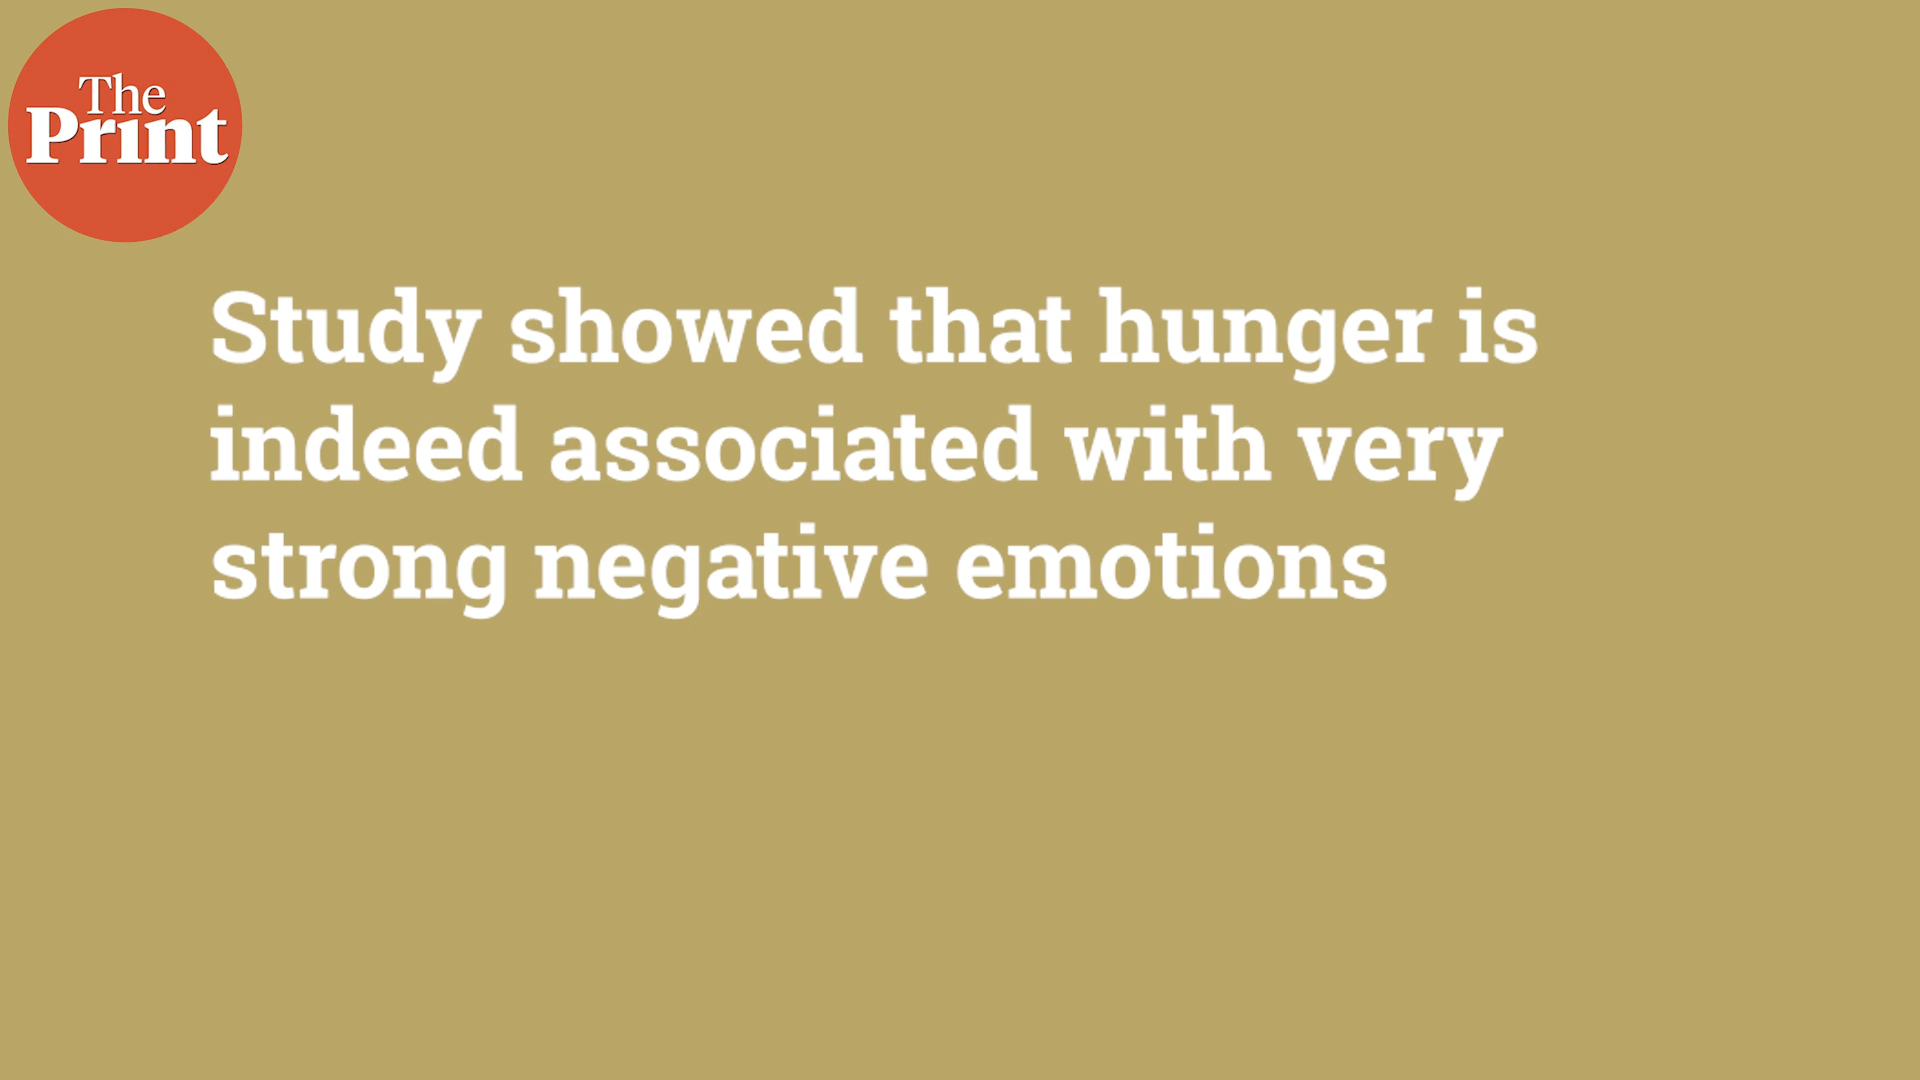 The
Print
Study showed that hunger is
indeed associated with very
strong negative emotions